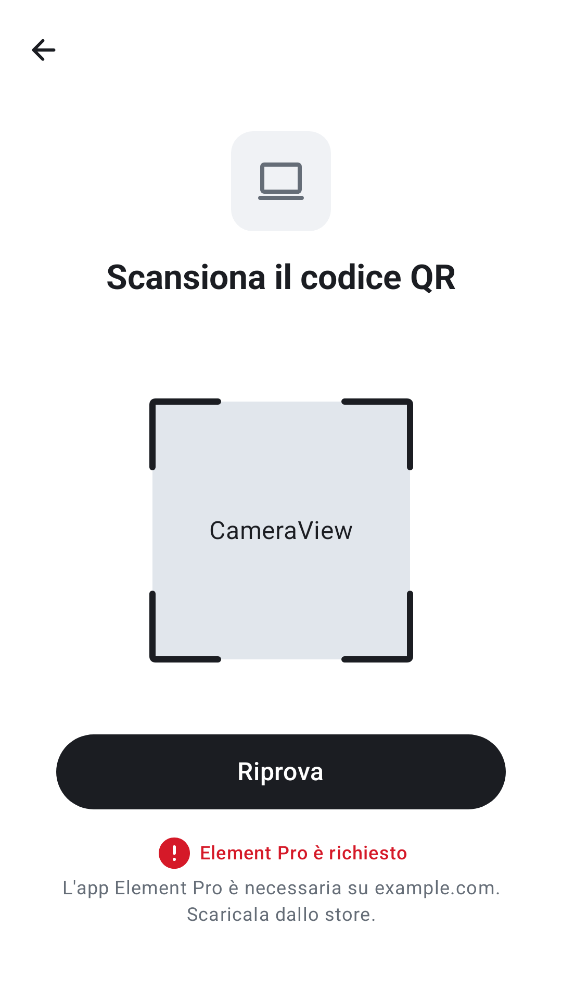 Scansiona il codice QR
CameraView
Riprova
Element Pro è richiesto
L'app Element Pro è necessaria su example.com.
Scaricala dallo store.